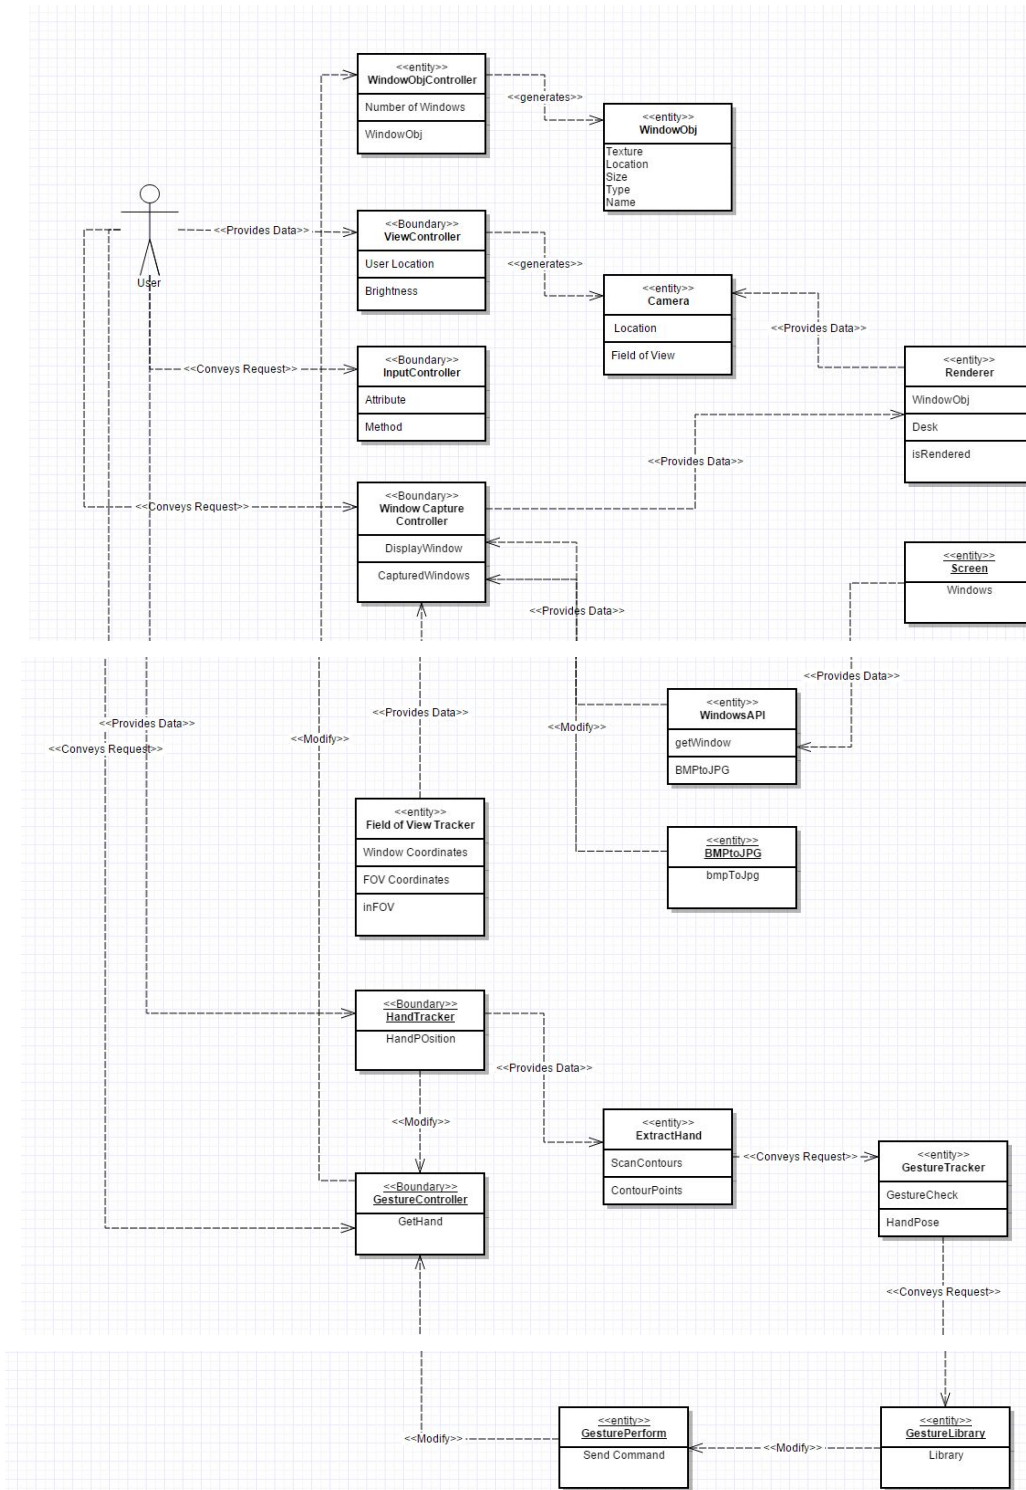 <<entity>>
WindowObjController
Number of Windows
WindowObj
<<generates>>
<<entity>>
WindowObj
Texture
Location
Size
Type
Name
User
<<Provides Data>>
<<Boundary>>
ViewController
User Location
Brightness
<<generates>>
<<entity>>
Camera
Location
Field of View
<<Provides Data>>
<<Conveys Request>>
<<Boundary>>
InputController
Attribute
Method
<<entity>>
Renderer
WindowObj
Desk
isRendered
<<Provides Data>>
<<Conveys Request>>
<<Boundary>>
Window Capture
Controller
DisplayWindow
CapturedWindows
<<Provides Data>>
<<entity>>
Screen
Windows
<<Provides Data>>
<<Conveys Request>>
<<Modify>>
<<Provides Data>>
<<Modify>>
<<entity>>
WindowsAPI
getWindow
BMPtoJPG
<<Provides Data>>
<<entity>>
Field of View Tracker
Window Coordinates
FOV Coordinates
inFOV
<<entity>>
BMPtoJPG
bmpToJpg
<<Boundary>>
HandTracker
HandPOsition
<<Provides Data>>
<<Modify>>
<<entity>>
ExtractHand
ScanContours
ContourPoints
<<Conveys Request>>
<<entity>>
GestureTracker
GestureCheck
HandPose
<<Boundary>>
GestureController
GetHand
<<Conveys Request>>
<<Modify>>
<<entity>>
GesturePerform
Send Command
<<Modify>>
<<entity>>
GestureLibrary
Library